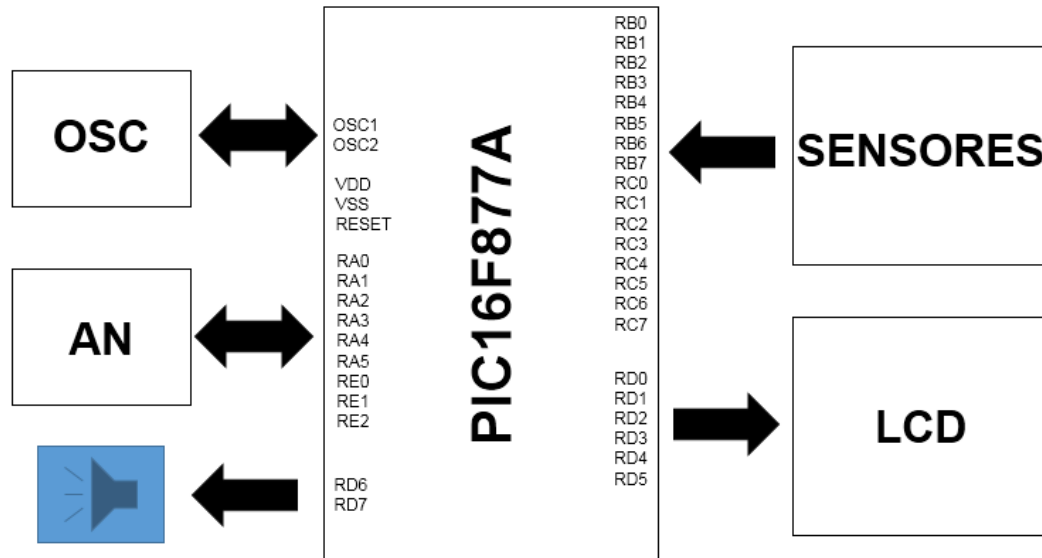 OSC
AN
OSC1
OSC2
VDD
VSS
RESET
RA0
RA1
RA2
RA3
RA4
RA5
RE0
RE1
RE2
RD6
RD7
PIC16F877A
RB0
RB1
RB2
RB3
RB4
RB5
RB6
RB7
RC0
RC1
RC2
RC3
RC4
RC5
RC6
RC7
RD0
RD1
RD2
RD3
RD4
RD5
SENSORES
LCD